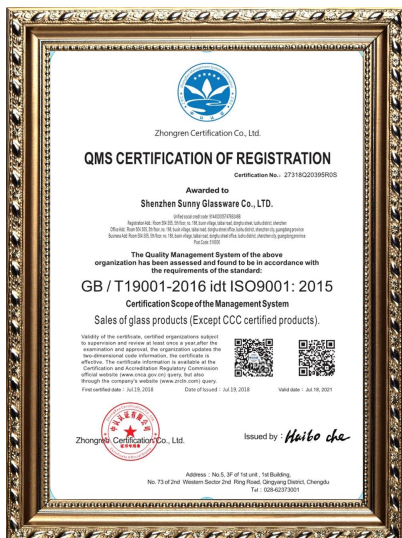 Zhongren Certification Co., Ltd.
QMS CERTIFICATION OF REGISTRATION
Certification No.: 27318Q20395R0S
Awarded to
Shenzhen Sunny Glassware Co., LTD.
The Quality Management System of the above
organization has been assessed and found to be in accordance with
the requirements of the standard:
GB / T19001-2016 idt ISO9001: 2015
Certification Scope of the Management System
Sales of glass products (Except CCC certified products).
Validity of the certificate, certified organizations subject
to supervision and review at least once a year.after the
examination and approval, the organization updates the
two-dimensional code information, the certificate is
effective. The certificate information is available at the
Certification and Accreditation Regulatory Commission
official website (www.cnca.gov.cn) query, but also
through the company's website (www.zrcln.com) query.
First certified date : Jul.19, 2018 Date of Issued : Jul.19, 2018 Valid date : Jul.18, 2021
Zhongren Certification Co., Ltd.
Issued by : Haibo che
Address : No.5, 3F of 1st unit , 1st Building,
No. 73 of 2nd Western Sector 2nd Ring Road, Qingyang District, Chengdu
Tel : 028-62373001